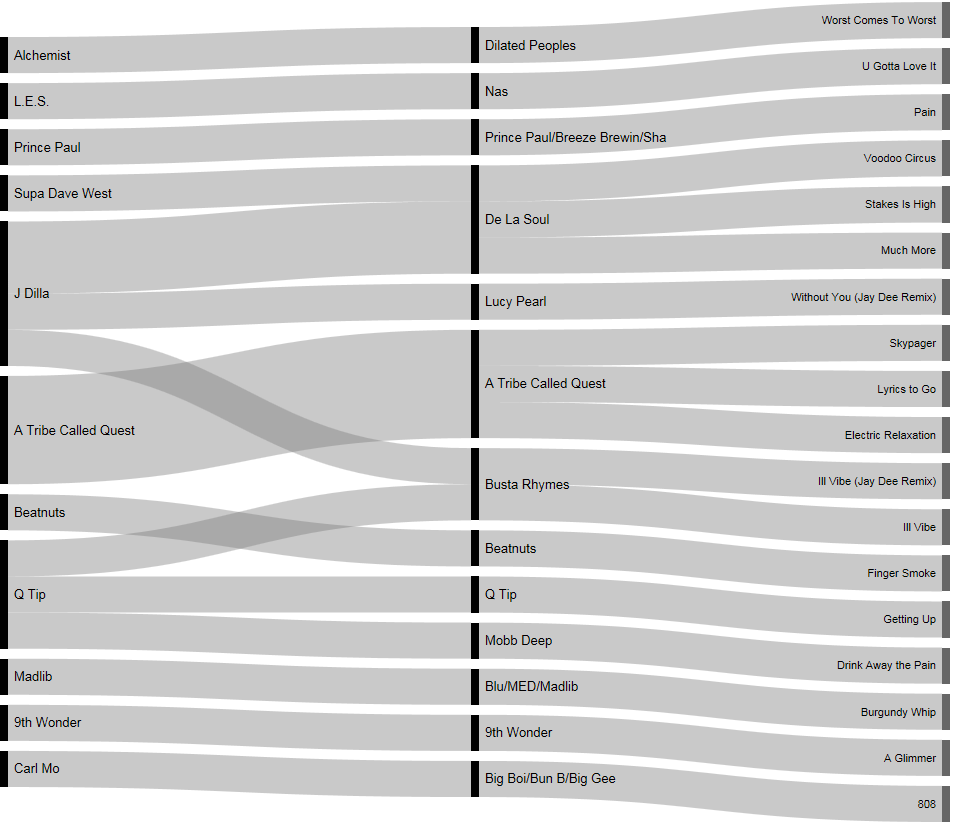 Alchemist
L.E.S.
Prince Paul
Supa Dave West
J Dilla
A Tribe Called Quest
Beatnuts
Q Tip
Madlib
9th Wonder
Carl Mo
Dilated Peoples
Nas
Prince Paul/Breeze Brewin/Sha
De La Soul
Lucy Pearl
A Tribe Called Quest
Busta Rhymes
Beatnuts
Q Tip
Mobb Deep
Blu/MED/Madlib
9th Wonder
Big Boi/Bun B/Big Gee
Worst Comes To Worst
U Gotta Love It
Pain
Voodoo Circus
Stakes Is High
Much More
Without You (Jay Dee Remix)
Skypager
Lyrics to Go
Electric Relaxation
Ill Vibe (Jay Dee Remix)
Ill Vibe
Finger Smoke
Getting Up
Drink Away the Pain
Burgundy Whip
A Glimmer
808